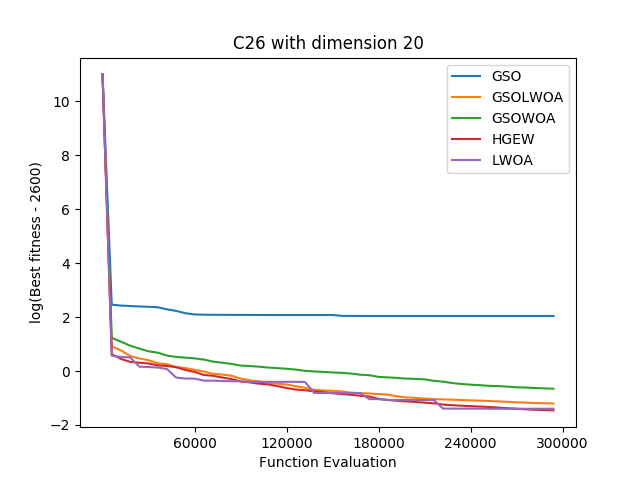 C26 with dimension 20
log(Best fitness - 2600)
10
8
6
4
2
0
−2
GSO
GSOLWOA
GSOWOA
HGEW
LWOA
60000 120000 180000 240000 300000
Function Evaluation